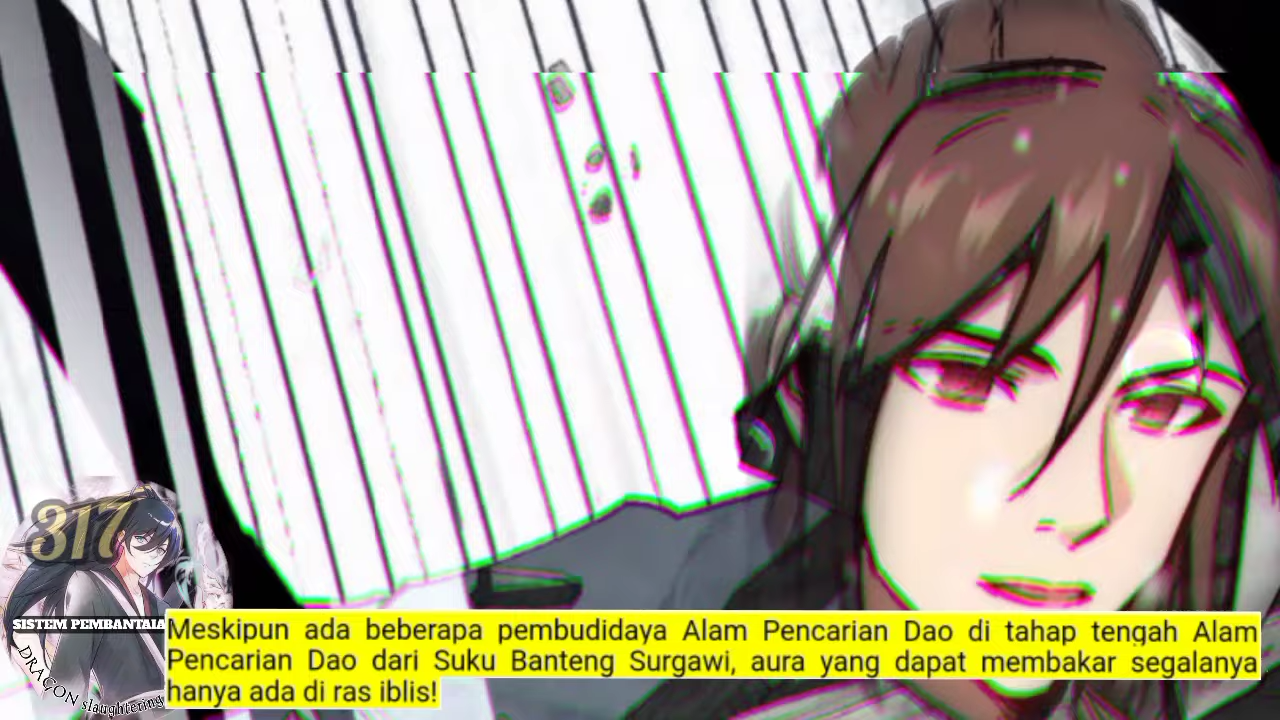 317
SISTEM PEMBANTAIA
DRAGON slaughtering
Meskipun ada beberapa pembudidaya Alam Pencarian Dao di tahap tengah Alam
Pencarian Dao dari Suku Banteng Surgawi, aura yang dapat membakar segalanya
hanya ada di ras iblis!